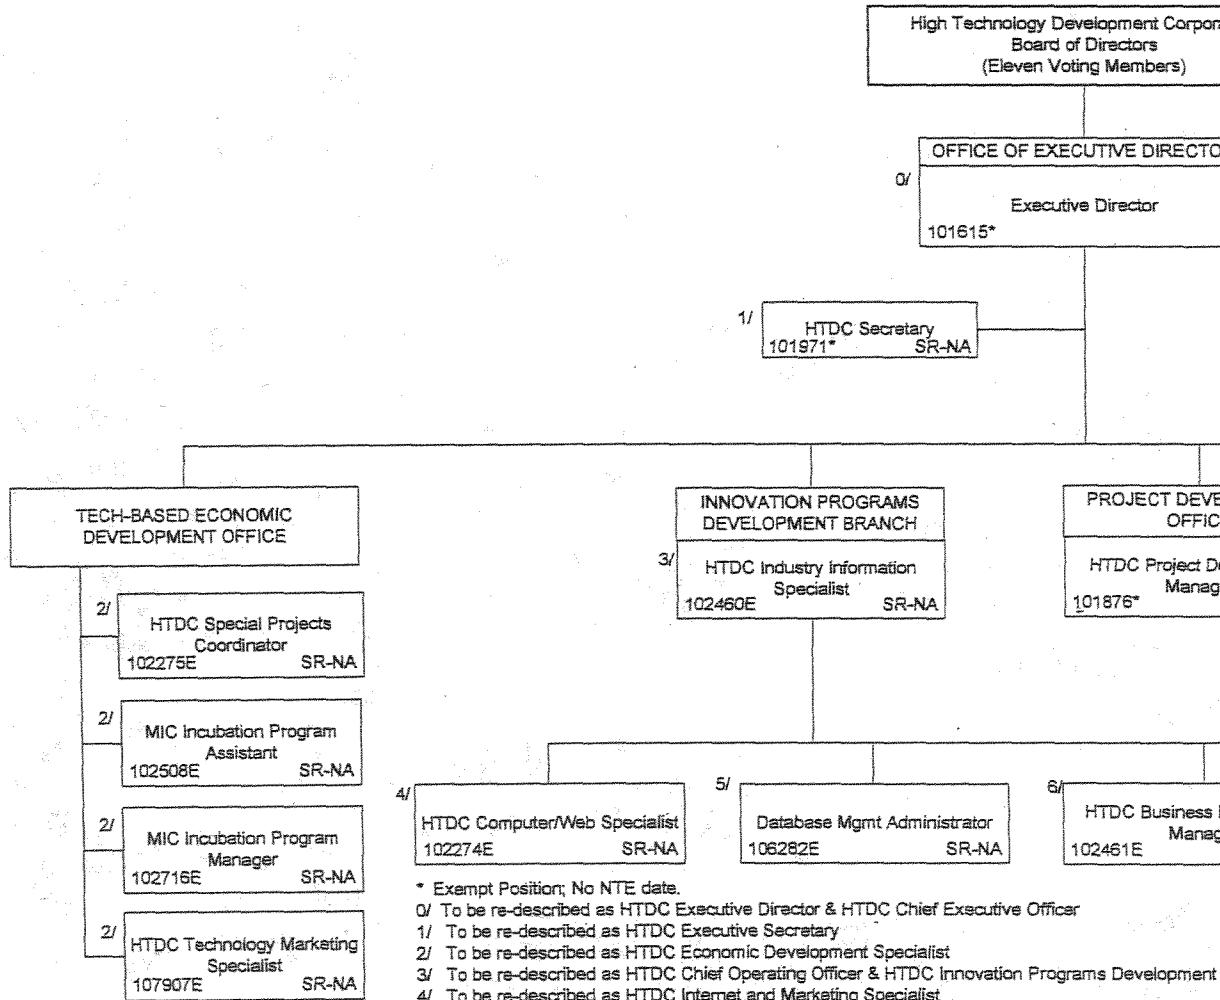 High Technology Development Corpora
Board of Directors
(Eleven Voting Members)
OFFICE OF EXECUTIVE DIRECTO
0/
Executive Director
101615*
1/
HTDC Secretary
101971* SR-NA
TECH-BASED ECONOMIC
DEVELOPMENT OFFICE
2/
HTDC Special Projects
Coordinator
102275E SR-NA
2/
MIC Incubation Program
Assistant
102508E SR-NA
2/
MIC Incubation Program
Manager
102716E SR-NA
2/
HTDC Technology Marketing
Specialist
107907E SR-NA
INNOVATION PROGRAMS
DEVELOPMENT BRANCH
3/
HTDC Industry Information
Specialist
102460E SR-NA
PROJECT DEVE
OFFIC
HTDC Project De
Manag
101876*
4/
HTDC Computer/Web Specialist
102274E SR-NA
5/
Database Mgmt Administrator
106282E SR-NA
6/
HTDC Business
Manag
102461E
* Exempt Position; No NTE date.
0/ To be re-described as HTDC Executive Director & HTDC Chief Executive Officer
1/ To be re-described as HTDC Executive Secretary
2/ To be re-described as HTDC Economic Development Specialist
3/ To be re-described as HTDC Chief Operating Officer & HTDC Innovation Programs Development
4/ To be re-described as HTDC Internet and Marketing Specialist